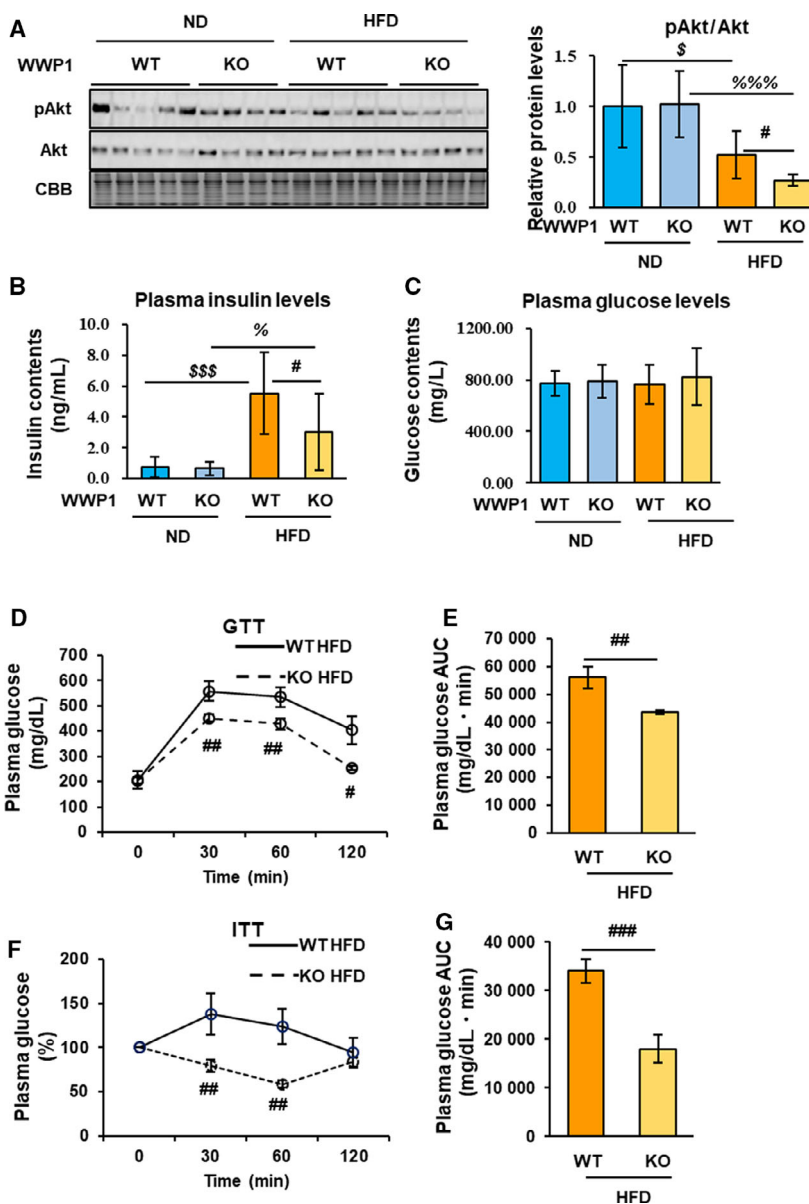 A
ND
HFD
WWP1
WT
KO
WT
KO
pAkt
Akt
CBB
pAkt/Akt
Relative protein levels
1.5
1.0
0.5
0.0
$
%%%
#
WWP1
WT
KO
WT
KO
ND
HFD
B
Plasma insulin levels
Insulin contents
(ng/mL)
10.0
8.0
6.0
4.0
2.0
0.0
$$$
%
#
WWP1
WT
KO
WT
KO
ND
HFD
C
Plasma glucose levels
Glucose contents
(mg/L)
1200.00
800.00
400.00
0.00
WWP1
WT
KO
WT
KO
ND
HFD
D
GTT
WT HFD
KO HFD
Plasma glucose
(mg/dL)
700
600
500
400
300
200
100
0
##
##
#
0
30
60
120
Time (min)
E
Plasma glucose AUC
(mg/dL・min)
70 000
60 000
50 000
40 000
30 000
20 000
10 000
0
##
WT
KO
HFD
F
ITT
WT HFD
KO HFD
Plasma glucose
(%)
200
150
100
50
0
##
##
0
30
60
120
Time (min)
G
Plasma glucose AUC
(mg/dL・min)
40 000
30 000
20 000
10 000
0
###
WT
KO
HFD